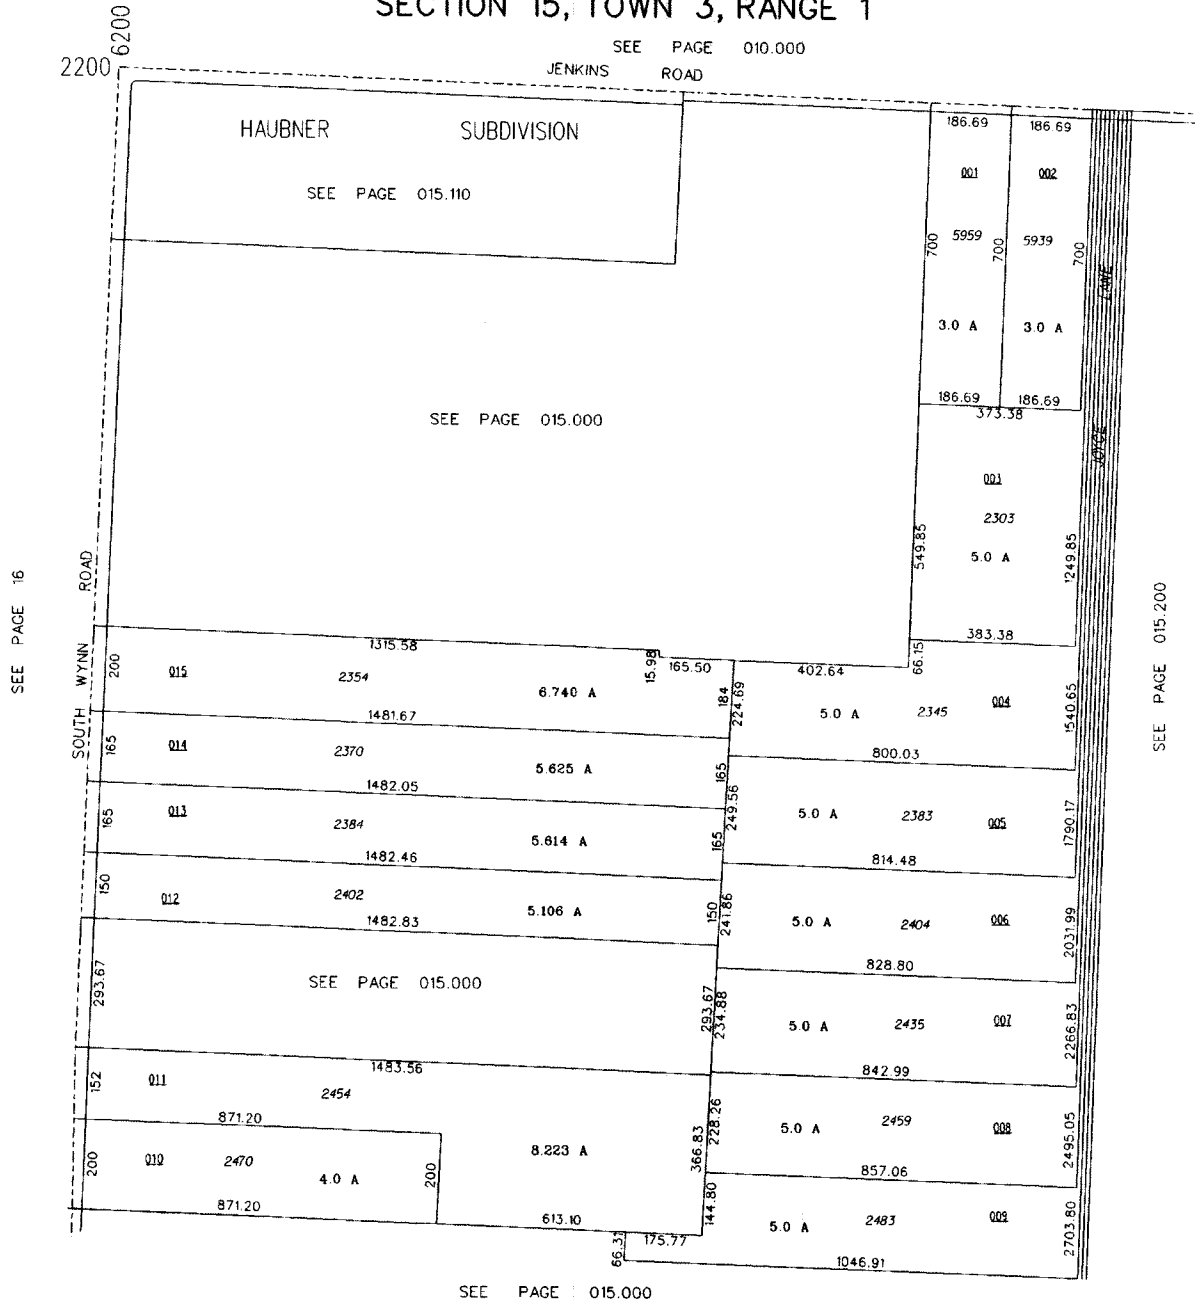 SECTION 15, TOWN 3, RANGE 1
SEE PAGE 010.000
6200
2200
JENKINS ROAD
HAUBNER SUBDIVISION
SEE PAGE 015.110
186.69 186.69
001 002
700 5959 700 5939 700
LANE
3.0 A 3.0 A
186.69 186.69
373.38
SEE PAGE 015.000
JOYCE
003
2303
549.85 5.0 A 1249.85
383.38
SEE PAGE 16
SOUTH WYNN ROAD
SEE PAGE 015.200
1315.58
15.98 165.50 402.64 66.15
200 015 2354 6.740 A 184 224.69
5.0 A 2345 004 1540.65
1481.67
800.03
165 014 2370 5.625 A 165 249.56
1482.05
5.0 A 2383 005 1790.17
165 013 2384 5.614 A 165
814.48
1482.46
150 012 2402 5.106 A 150 241.86
1482.83
5.0 A 2404 006 2031.99
828.80
293.67 SEE PAGE 015.000 293.67 234.88
5.0 A 2435 007 2266.83
842.99
1483.56
152 011 2454
871.20
8.223 A 366.83 228.26
5.0 A 2459 008 2495.05
857.06
200 010 2470 4.0 A 200
871.20
613.10
144.80
5.0 A 2483 009 2703.80
66.31 175.77
1046.91
SEE PAGE 015.000